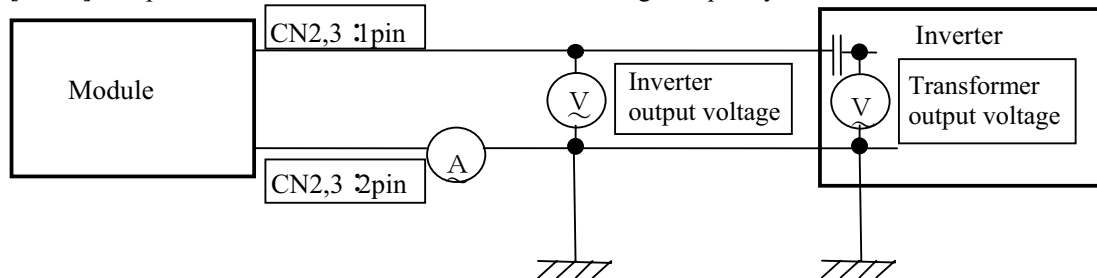 CN2,3 :1pin
Inverter
Module
Inverter
output voltage
Transformer
output voltage
V
V
A
CN2,3 :2pin